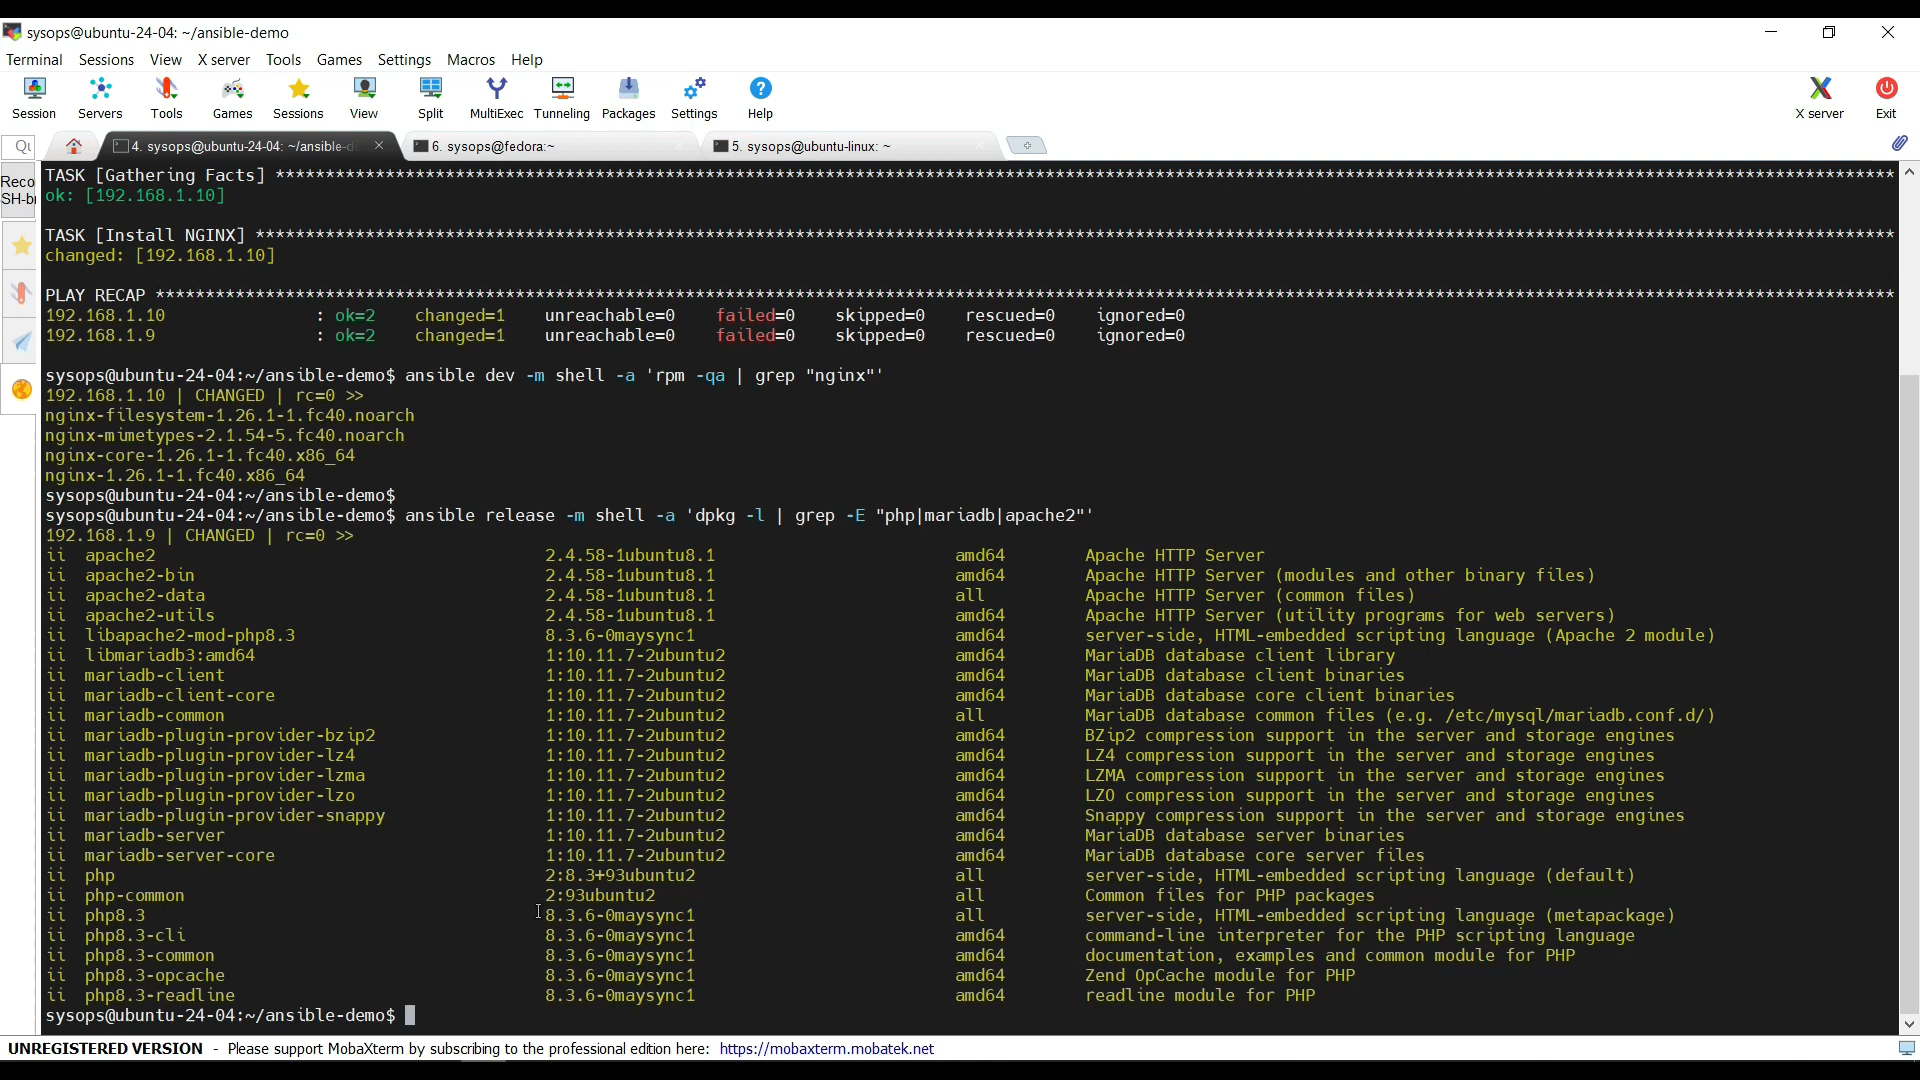 sysops@ubuntu-24-04: ~/ansible-demo
Terminal Sessions View X server Tools Games Settings Macros Help
Session Servers Tools Games Sessions View Split MultiExec Tunneling Packages Settings Help X server Exit
Qu
4. sysops@ubuntu-24-04: ~/ansible-d
6. sysops@fedora:~
5. sysops@ubuntu-linux: ~
Reco
SH-b
TASK [Gathering Facts] ******************************************************************************************************************************************************************
ok: [192.168.1.10]
TASK [Install NGINX] ********************************************************************************************************************************************************************
changed: [192.168.1.10]
PLAY RECAP ******************************************************************************************************************************************************************************
192.168.1.10 : ok=2 changed=1 unreachable=0 failed=0 skipped=0 rescued=0 ignored=0
192.168.1.9 : ok=2 changed=1 unreachable=0 failed=0 skipped=0 rescued=0 ignored=0
sysops@ubuntu-24-04:~/ansible-demo$ ansible dev -m shell -a 'rpm -qa | grep "nginx"'
192.168.1.10 | CHANGED | rc=0 >>
nginx-filesystem-1.26.1-1.fc40.noarch
nginx-mimetypes-2.1.54-5.fc40.noarch
nginx-core-1.26.1-1.fc40.x86_64
nginx-1.26.1-1.fc40.x86_64
sysops@ubuntu-24-04:~/ansible-demo$
sysops@ubuntu-24-04:~/ansible-demo$ ansible release -m shell -a 'dpkg -l | grep -E "php|mariadb|apache2"'
192.168.1.9 | CHANGED | rc=0 >>
ii apache2 2.4.58-1ubuntu8.1 amd64 Apache HTTP Server
ii apache2-bin 2.4.58-1ubuntu8.1 amd64 Apache HTTP Server (modules and other binary files)
ii apache2-data 2.4.58-1ubuntu8.1 all Apache HTTP Server (common files)
ii apache2-utils 2.4.58-1ubuntu8.1 amd64 Apache HTTP Server (utility programs for web servers)
ii libapache2-mod-php8.3 8.3.6-0maysync1 amd64 server-side, HTML-embedded scripting language (Apache 2 module)
ii libmariadb3:amd64 1:10.11.7-2ubuntu2 amd64 MariaDB database client library
ii mariadb-client 1:10.11.7-2ubuntu2 amd64 MariaDB database client binaries
ii mariadb-client-core 1:10.11.7-2ubuntu2 amd64 MariaDB database core client binaries
ii mariadb-common 1:10.11.7-2ubuntu2 all MariaDB database common files (e.g. /etc/mysql/mariadb.conf.d/)
ii mariadb-plugin-provider-bzip2 1:10.11.7-2ubuntu2 amd64 BZip2 compression support in the server and storage engines
ii mariadb-plugin-provider-lz4 1:10.11.7-2ubuntu2 amd64 LZ4 compression support in the server and storage engines
ii mariadb-plugin-provider-lzma 1:10.11.7-2ubuntu2 amd64 LZMA compression support in the server and storage engines
ii mariadb-plugin-provider-lzo 1:10.11.7-2ubuntu2 amd64 LZO compression support in the server and storage engines
ii mariadb-plugin-provider-snappy 1:10.11.7-2ubuntu2 amd64 Snappy compression support in the server and storage engines
ii mariadb-server 1:10.11.7-2ubuntu2 amd64 MariaDB database server binaries
ii mariadb-server-core 1:10.11.7-2ubuntu2 amd64 MariaDB database core server files
ii php 2:8.3+93ubuntu2 all server-side, HTML-embedded scripting language (default)
ii php-common 2:93ubuntu2 all Common files for PHP packages
ii php8.3 8.3.6-0maysync1 all server-side, HTML-embedded scripting language (metapackage)
ii php8.3-cli 8.3.6-0maysync1 amd64 command-line interpreter for the PHP scripting language
ii php8.3-common 8.3.6-0maysync1 amd64 documentation, examples and common module for PHP
ii php8.3-opcache 8.3.6-0maysync1 amd64 Zend OpCache module for PHP
ii php8.3-readline 8.3.6-0maysync1 amd64 readline module for PHP
sysops@ubuntu-24-04:~/ansible-demo$
UNREGISTERED VERSION - Please support MobaXterm by subscribing to the professional edition here: https://mobaxterm.mobatek.net